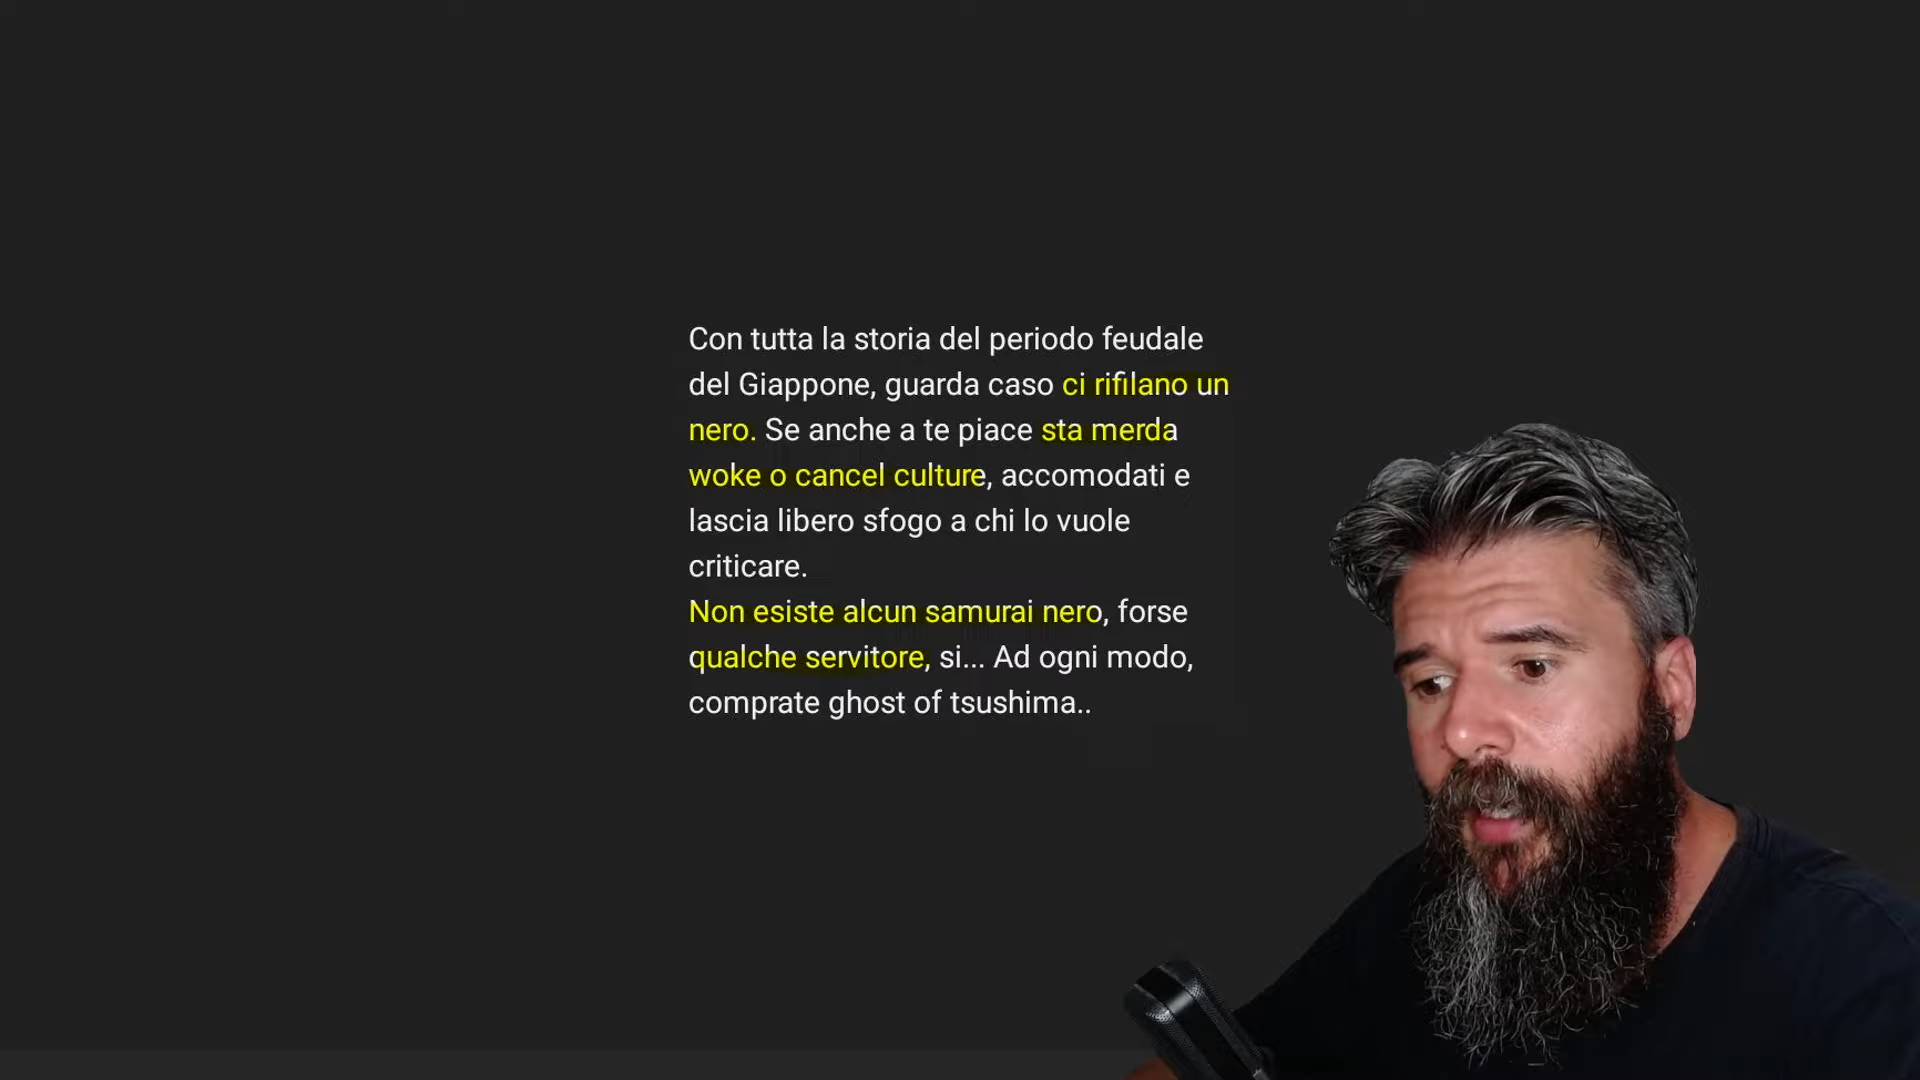 Con tutta la storia del periodo feudale
del Giappone, guarda caso ci rifilano un
nero. Se anche a te piace sta merda
woke o cancel culture, accomodati e
lascia libero sfogo a chi lo vuole
criticare.
Non esiste alcun samurai nero, forse
qualche servitore, si... Ad ogni modo,
comprate ghost of tsushima..